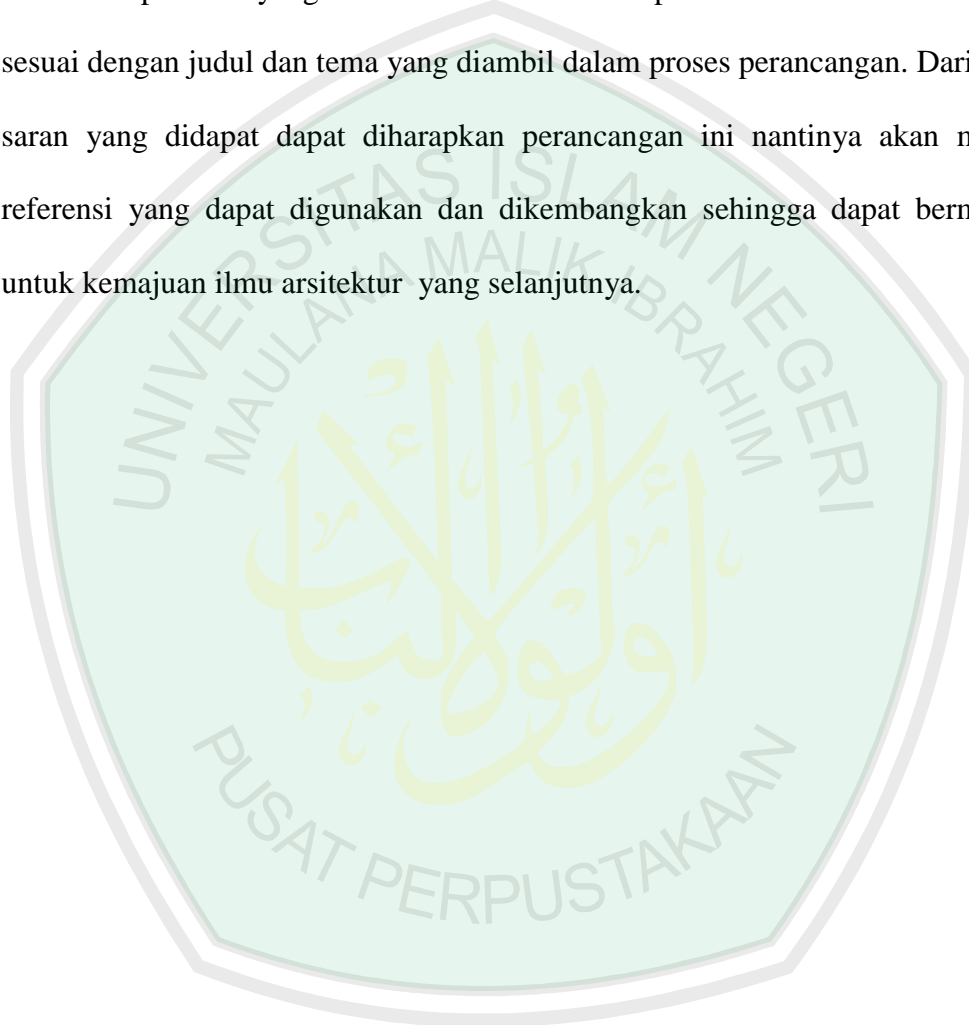 sesuai dengan judul dan tema yang diambil dalam proses perancangan. Dari
saran yang didapat dapat diharapkan perancangan ini nantinya akan
referensi yang dapat digunakan dan dikembangkan sehingga dapat
untuk kemajuan ilmu arsitektur yang selanjutnya.
UNIVERSITAS ISLAM NEGERI
MAULANA MALIK IBRAHIM
أولو الألباب
PUSAT PERPUSTAKAAN